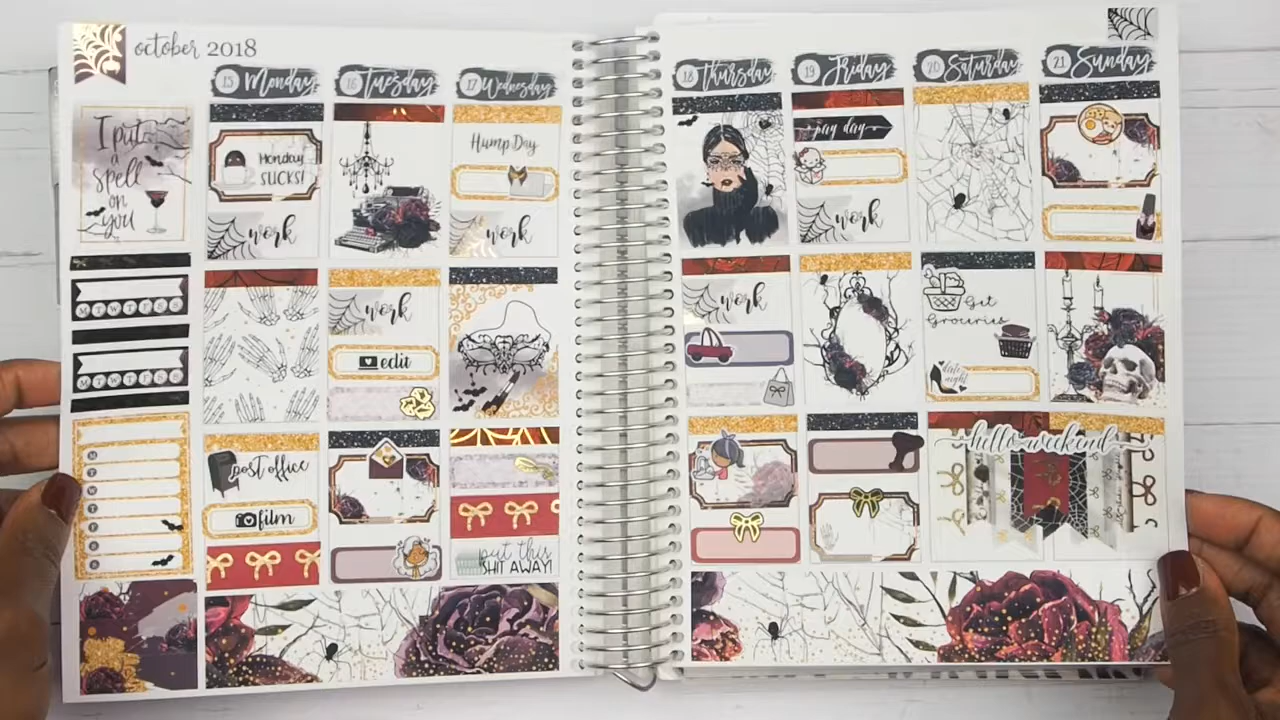 october 2018
15 Monday
16 Tuesday
17 Wednesday
18 Thursday
19 Friday
20 Saturday
21 Sunday
I put
a
spell
on
you
M T W T F S S
M T W T F S S
M
T
W
T
F
S
S
Monday
SUCKS!
work
post office
film
work
edit
Hump Day
work
put this
SHIT AWAY!
work
pay day
work
Get
Groceries
date
night
hello weekend